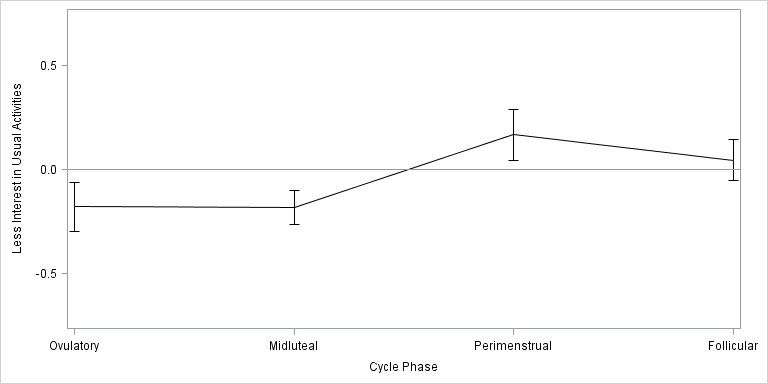 Less Interest in Usual Activities
0.5
0.0
-0.5
Ovulatory Midluteal Perimenstrual Follicular
Cycle Phase